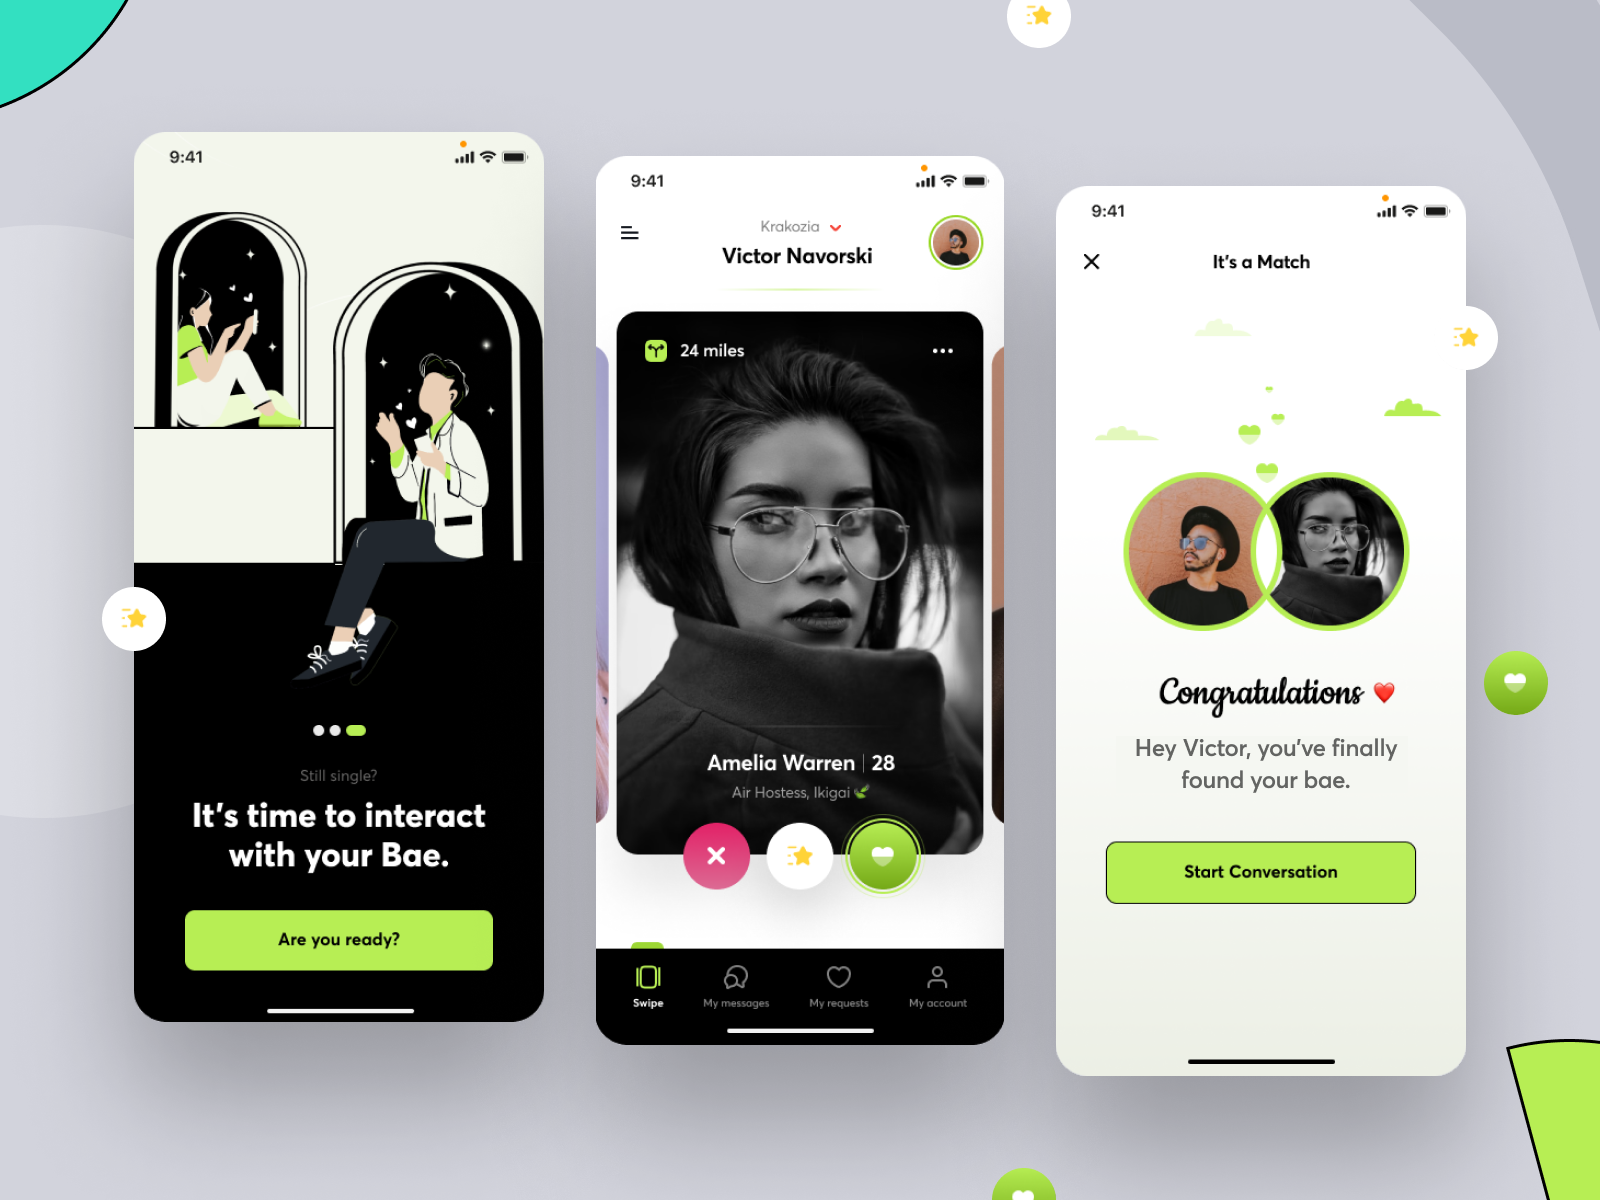 9:41
Still single?
It's time to interact
with your Bae.
Are you ready?
9:41
Krakozia
Victor Navorski
24 miles
Amelia Warren | 28
Air Hostess, Ikigai
Swipe
My messages
My requests
My account
9:41
It's a Match
Congratulations
Hey Victor, you've finally
found your bae.
Start Conversation